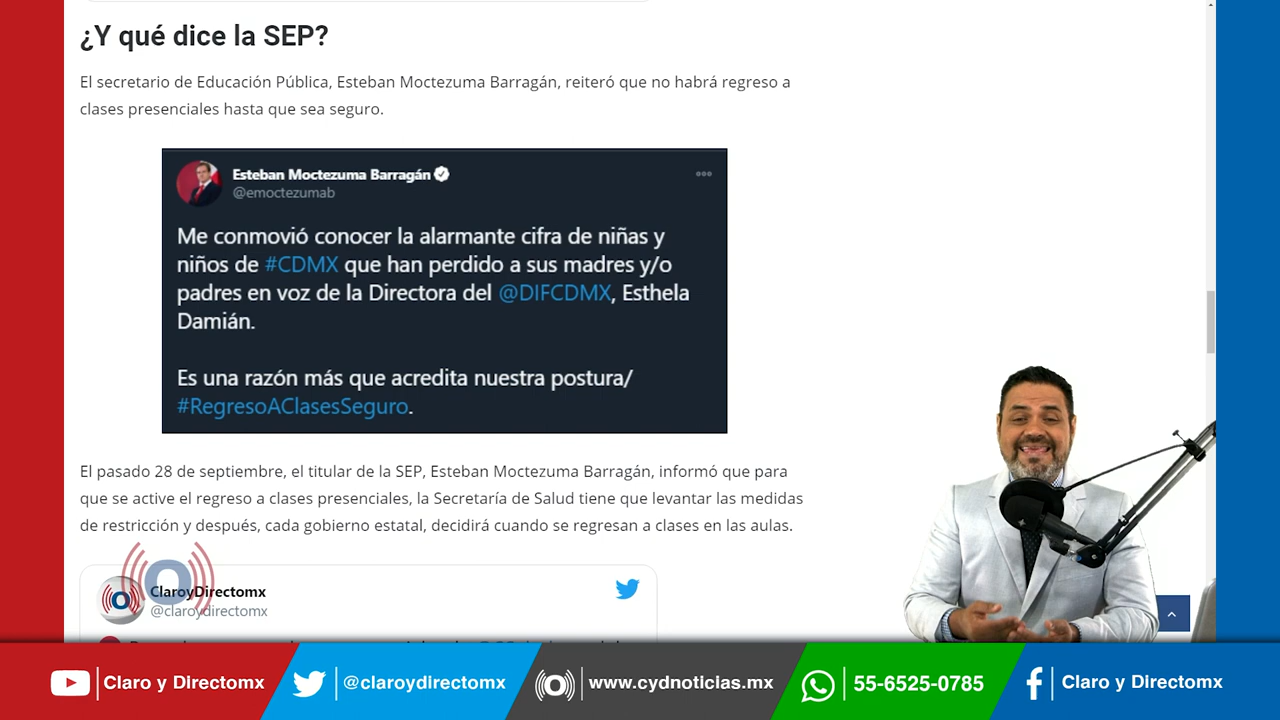 ¿Y qué dice la SEP?
El secretario de Educación Pública, Esteban Moctezuma Barragán, reiteró que no habrá regreso a
clases presenciales hasta que sea seguro.
Esteban Moctezuma Barragán
@emoctezumab
Me conmovió conocer la alarmante cifra de niñas y
niños de #CDMX que han perdido a sus madres y/o
padres en voz de la Directora del @DIFCDMX, Esthela
Damián.
Es una razón más que acredita nuestra postura/
#RegresoAClasesSeguro.
El pasado 28 de septiembre, el titular de la SEP, Esteban Moctezuma Barragán, informó que para
que se active el regreso a clases presenciales, la Secretaría de Salud tiene que levantar las medidas
de restricción y después, cada gobierno estatal, decidirá cuando se regresan a clases en las aulas.
ClaroyDirectomx
@claroydirectomx
Claro y Directomx
@claroydirectomx
www.cydnoticias.mx
55-6525-0785
Claro y Directomx